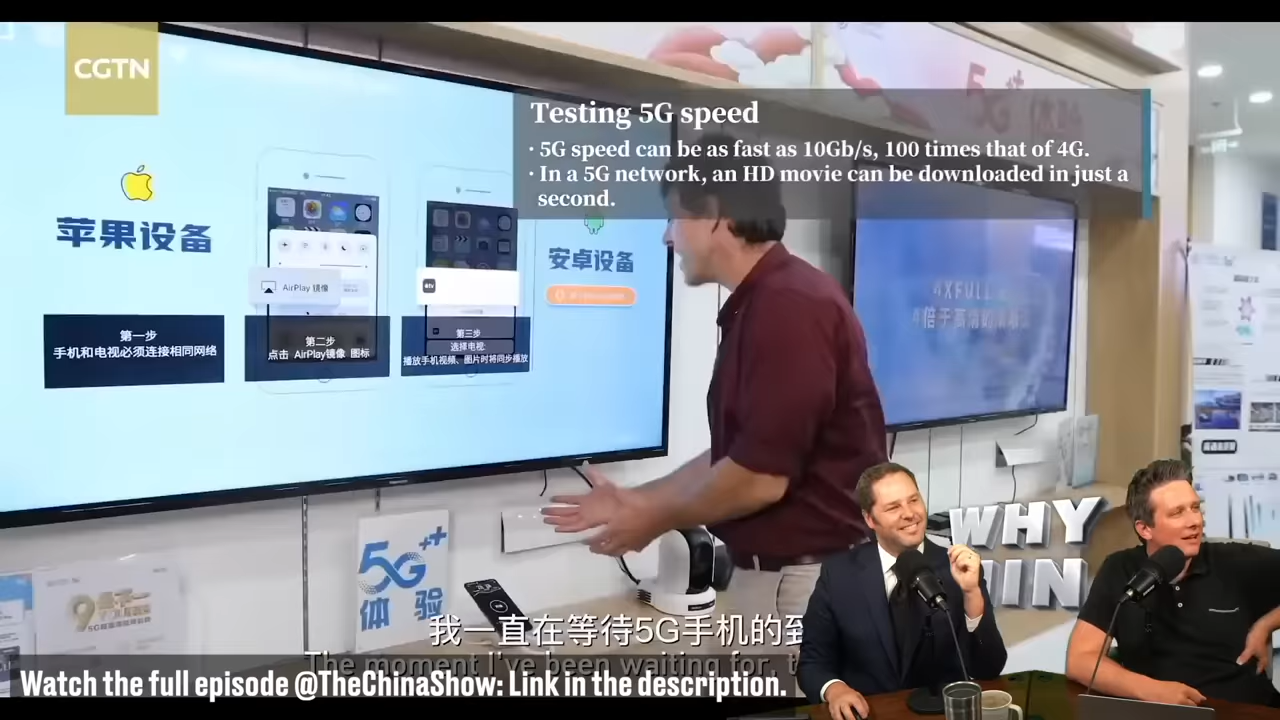 CGTN
Testing 5G speed
· 5G speed can be as fast as 10Gb/s, 100 times that of 4G.
· In a 5G network, an HD movie can be downloaded in just a
second.
5G
苹果设备
安卓设备
AirPlay 镜像
第一步
手机和电视必须连接相同网络
第二步
点击 AirPlay镜像 图标
第三步
选择电视
播放手机视频、图片时将同步播放
5G++
体验
WHY
我一直在等待5G手机的到
The moment I've been waiting for, t
Watch the full episode @TheChinaShow: Link in the description.